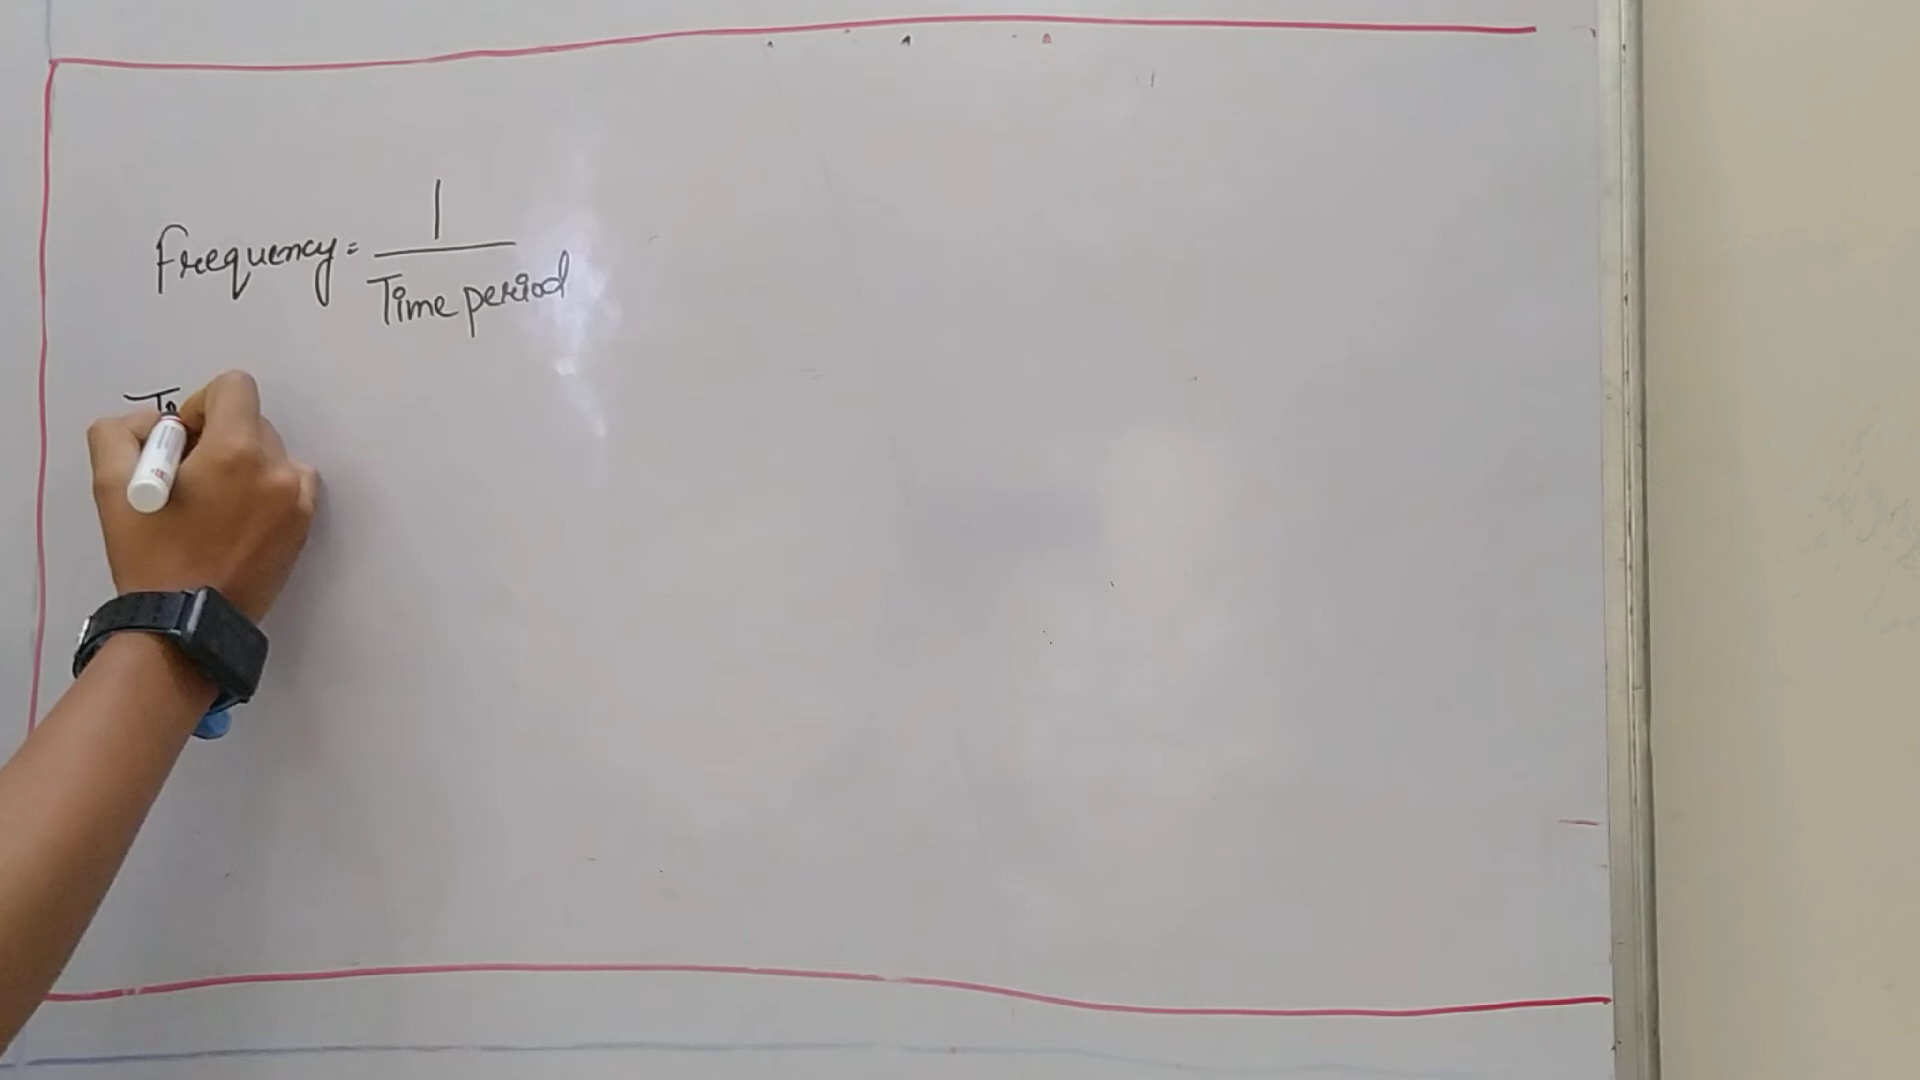 Frequency = 1 / Time period